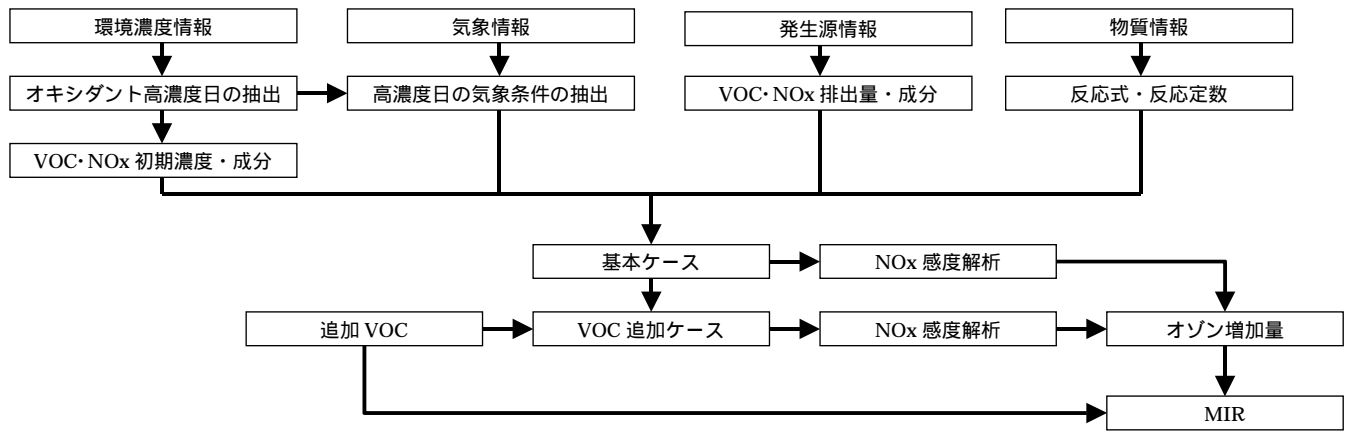 環境濃度情報
気象情報
発生源情報
物質情報
オキシダント高濃度日の抽出
高濃度日の気象条件の抽出
VOC・NOx 排出量・成分
反応式・反応定数
VOC・NOx 初期濃度・成分
基本ケース
NOx 感度解析
追加 VOC
VOC 追加ケース
NOx 感度解析
オゾン増加量
MIR